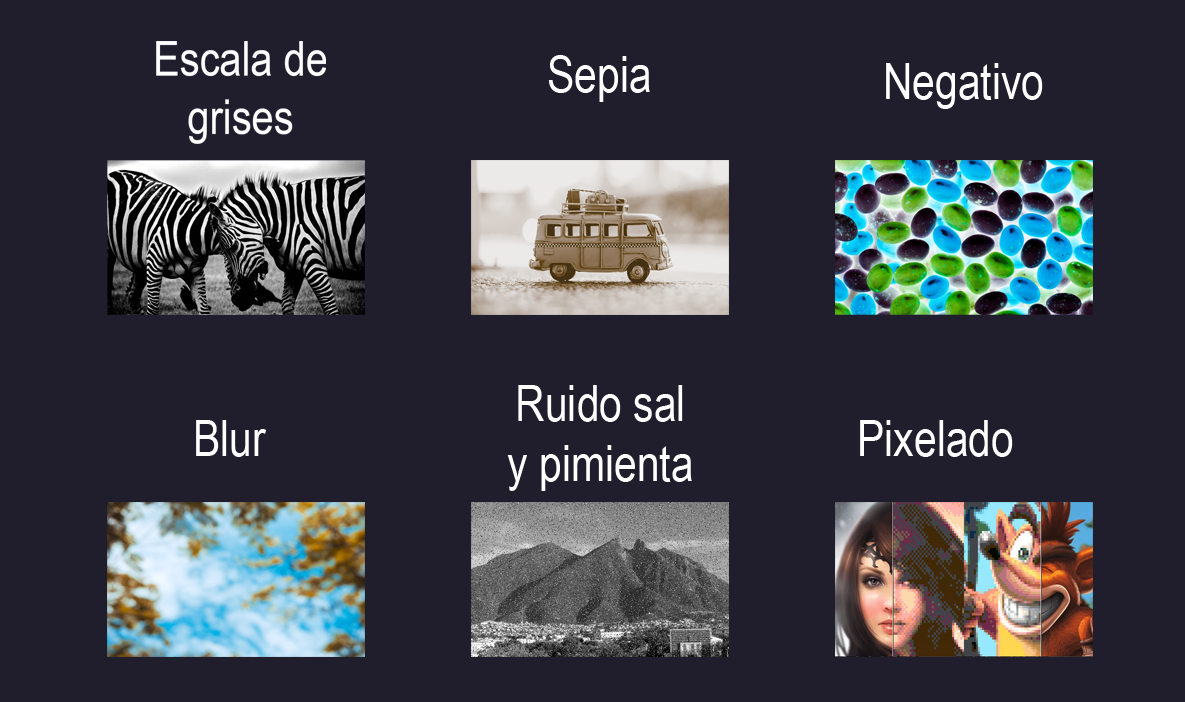 Escala de
grises
Sepia
Negativo
Blur
Ruido sal
y pimienta
Pixelado